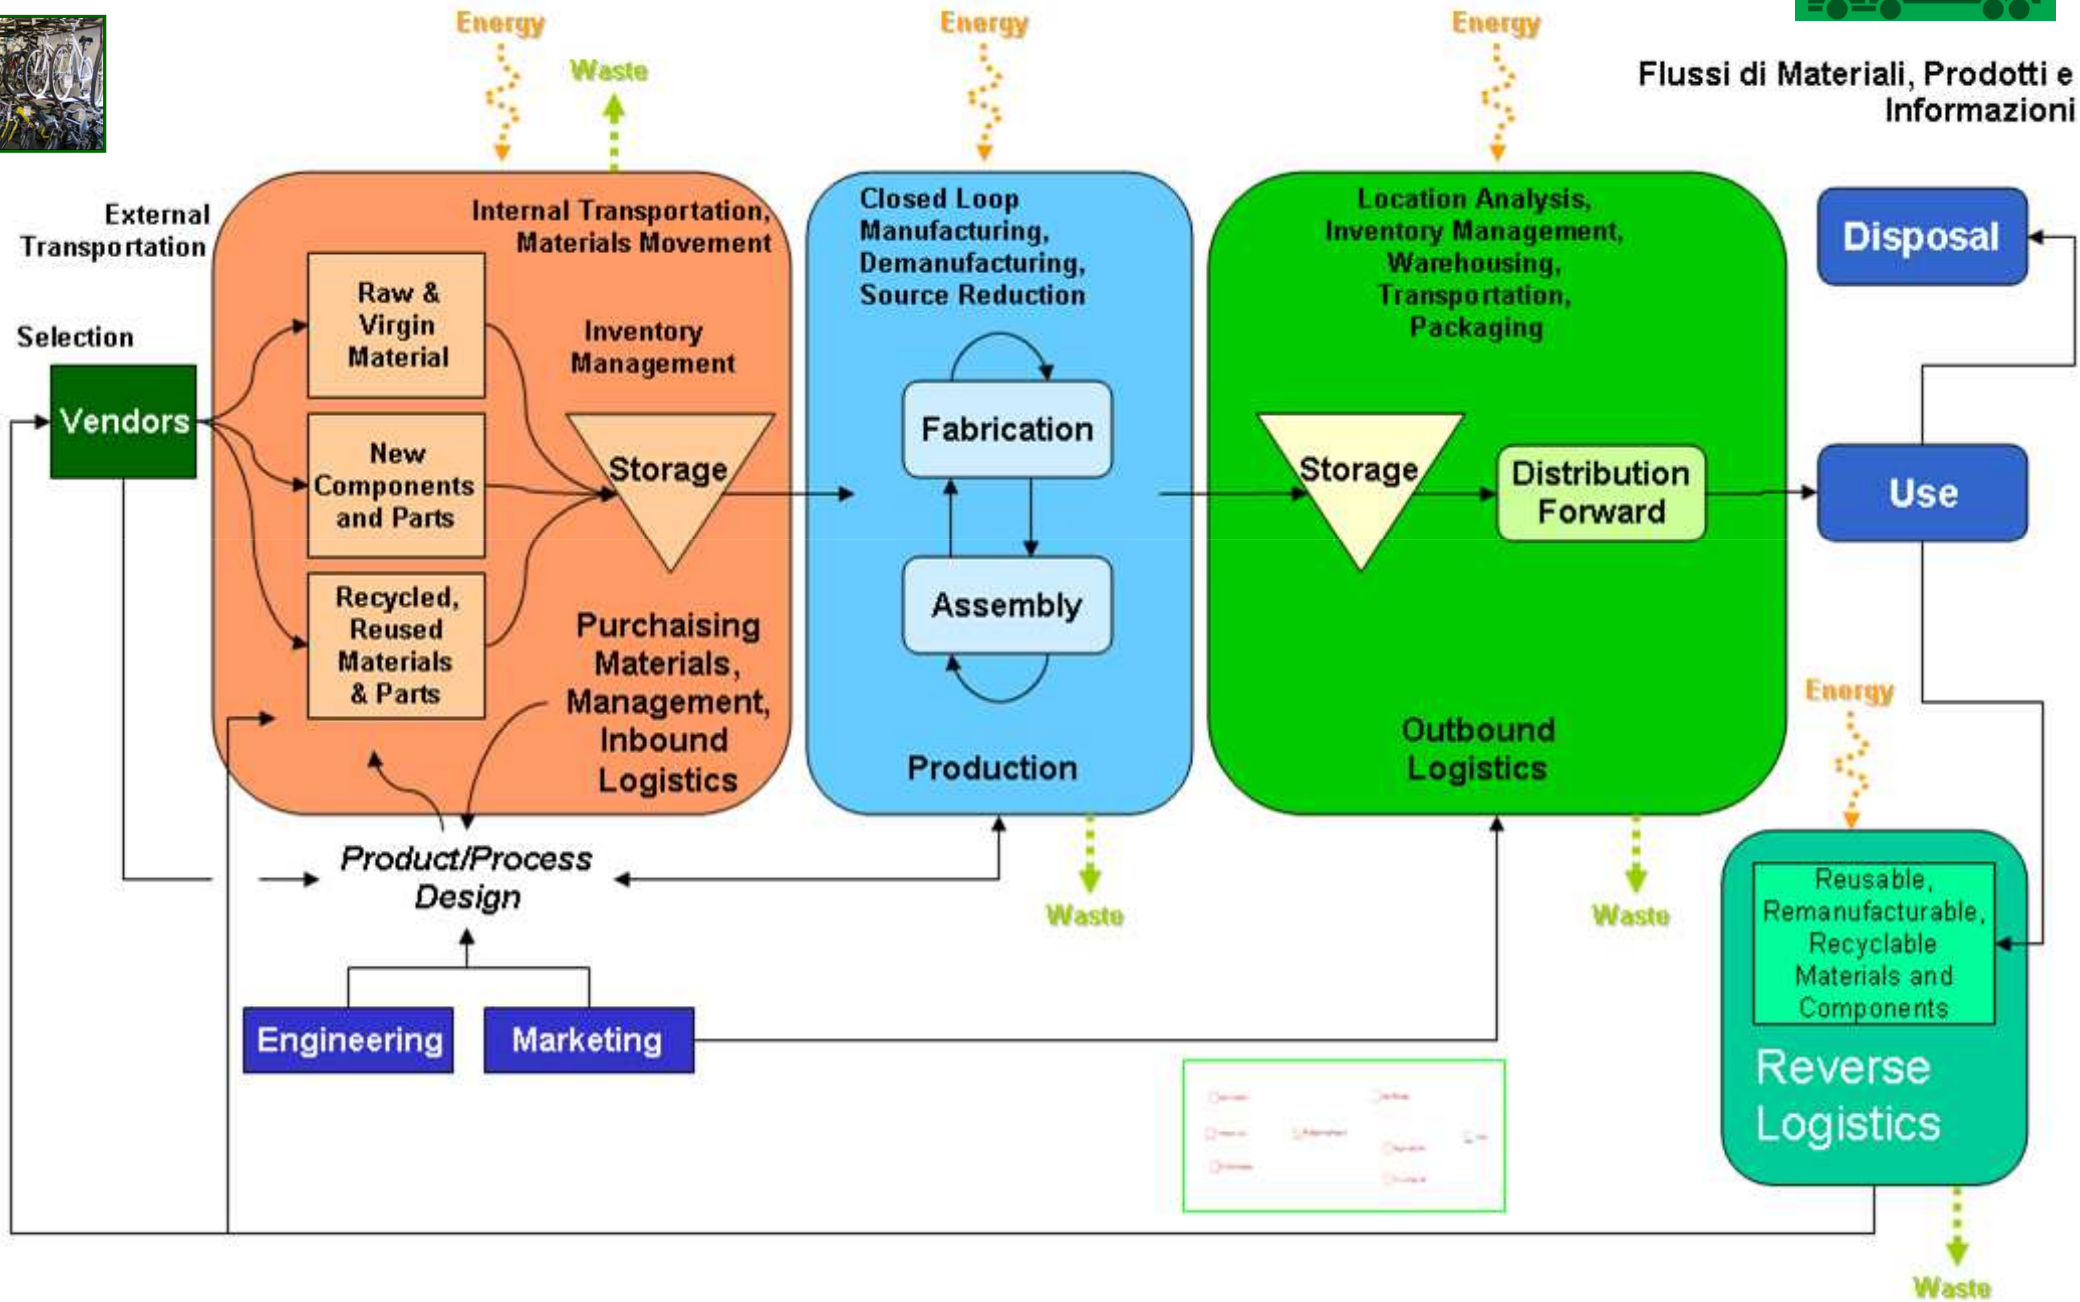 Energy
Energy
Energy
Waste
Flussi di Materiali, Prodotti e
Informazioni
External
Transportation
Internal Transportation,
Materials Movement
Closed Loop
Manufacturing,
Demanufacturing,
Source Reduction
Location Analysis,
Inventory Management,
Warehousing,
Transportation,
Packaging
Disposal
Selection
Vendors
Raw &
Virgin
Material
Inventory
Management
New
Components
and Parts
Storage
Recycled,
Reused
Materials
& Parts
Purchaising
Materials,
Management,
Inbound
Logistics
Fabrication
Assembly
Production
Storage
Distribution
Forward
Outbound
Logistics
Use
Energy
Product/Process
Design
Waste
Waste
Reusable,
Remanufacturable,
Recyclable
Materials and
Components
Reverse
Logistics
Engineering
Marketing
Waste